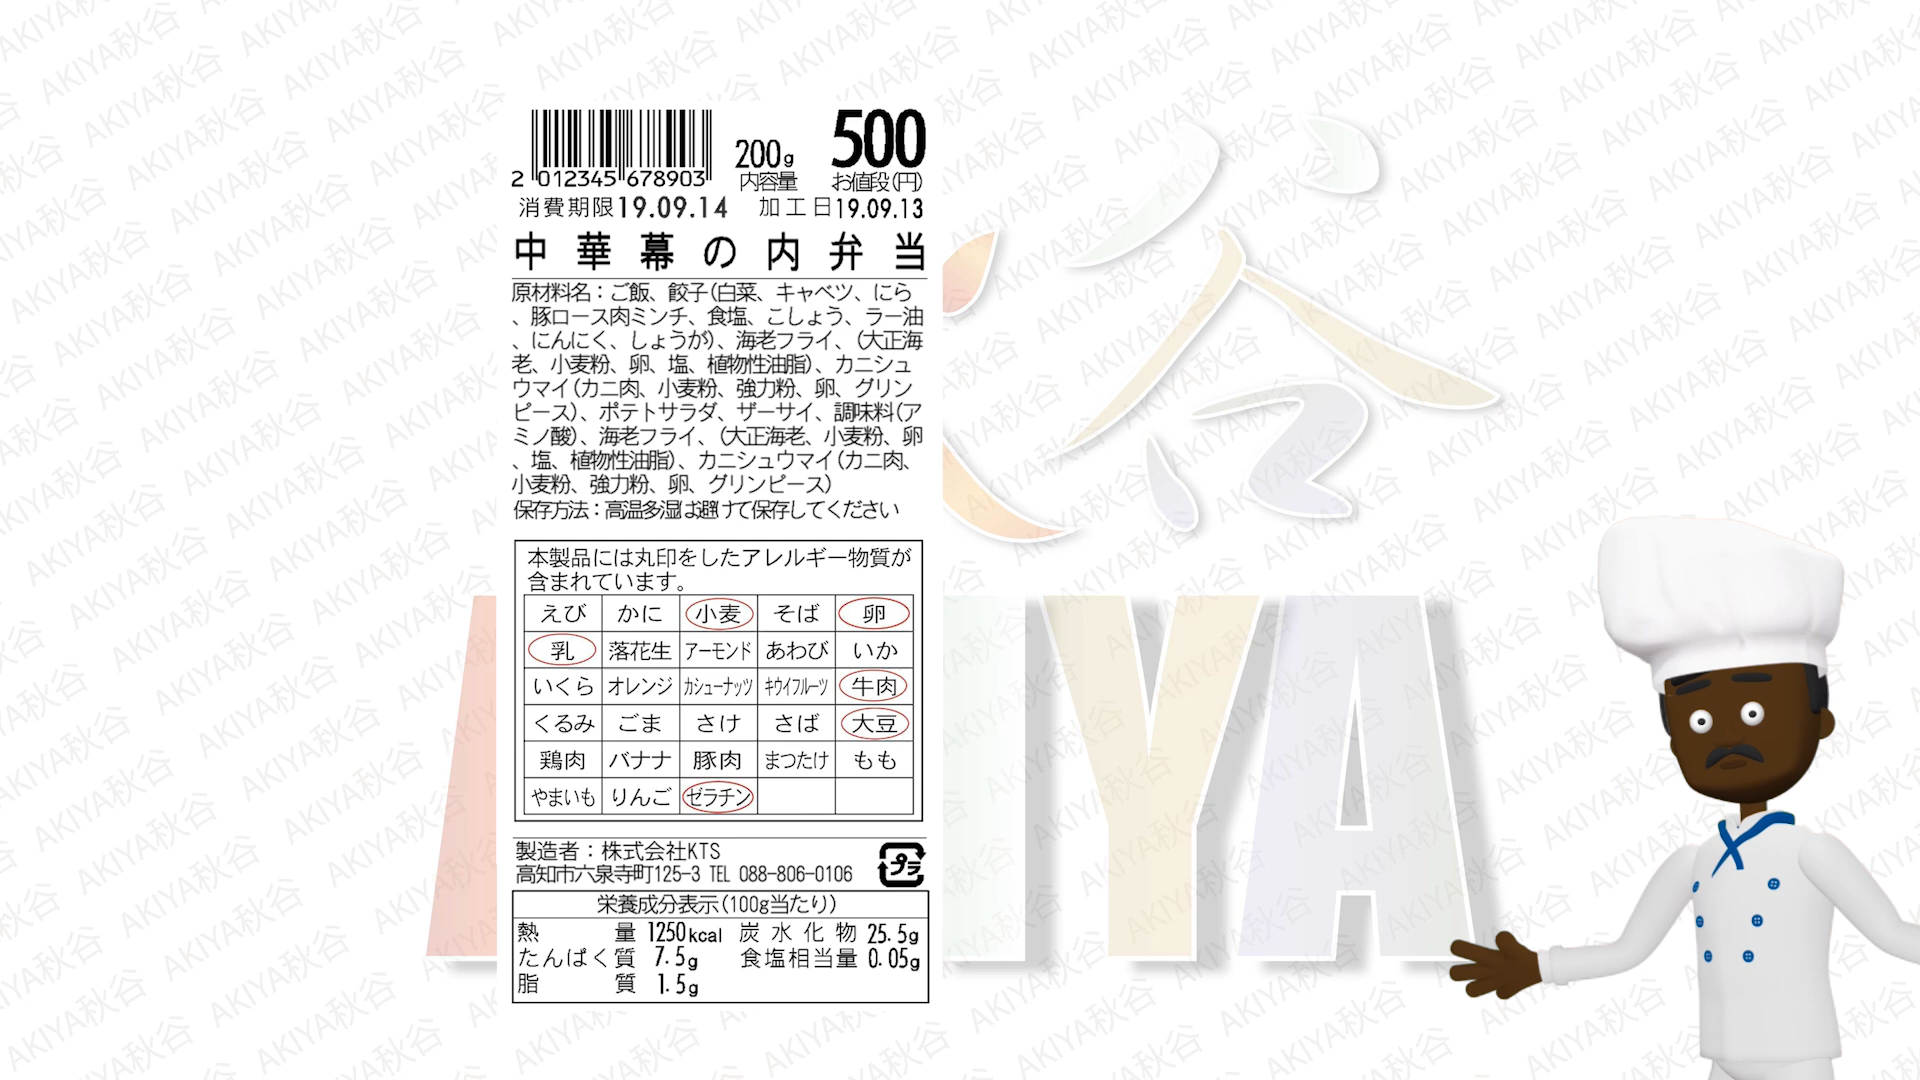 2 012345 678903
200g
内容量
500
お値段(円)
消費期限19.09.14 加工日19.09.13
中華幕の内弁当
原材料名：ご飯、餃子(白菜、キャベツ、にら
、豚ロース肉ミンチ、食塩、こしょう、ラー油
、にんにく、しょうが)、海老フライ、(大正海
老、小麦粉、卵、塩、植物性油脂)、カニシュ
ウマイ(カニ肉、小麦粉、強力粉、卵、グリン
ピース)、ポテトサラダ、ザーサイ、調味料(ア
ミノ酸)、海老フライ、(大正海老、小麦粉、卵
、塩、植物性油脂)、カニシュウマイ(カニ肉、
小麦粉、強力粉、卵、グリンピース)
保存方法：高温多湿は避けて保存してください
本製品には丸印をしたアレルギー物質が
含まれています。
えび かに 小麦 そば 卵
乳 落花生 アーモンド あわび いか
いくら オレンジ カシューナッツ キウイフルーツ 牛肉
くるみ ごま さけ さば 大豆
鶏肉 バナナ 豚肉 まつたけ もも
やまいも りんご ゼラチン
製造者：株式会社KTS
高知市六泉寺町125-3 TEL 088-806-0106
プラ
栄養成分表示(100g当たり)
熱量 1250kcal 炭水化物 25.5g
たんぱく質 7.5g 食塩相当量 0.05g
脂質 1.5g
谷
IYA
AKIYA秋谷